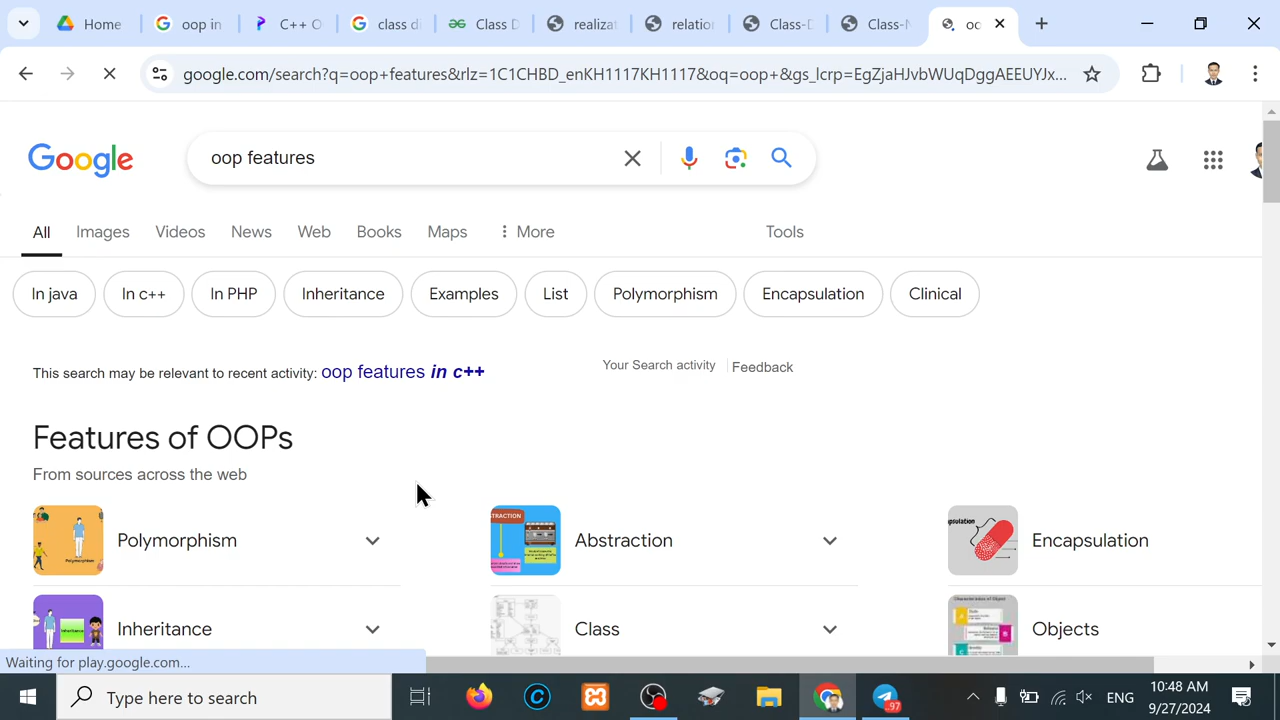 Home
oop in
C++ O
class di
Class D
realizat
relation
Class-D
Class-N
oo
google.com/search?q=oop+features&rlz=1C1CHBD_enKH1117KH1117&oq=oop+&gs_lcrp=EgZjaHJvbWUqDggAEEUYJx...
Google
oop features
All
Images
Videos
News
Web
Books
Maps
More
Tools
In java
In c++
In PHP
Inheritance
Examples
List
Polymorphism
Encapsulation
Clinical
This search may be relevant to recent activity: oop features in c++
Your Search activity
Feedback
Features of OOPs
From sources across the web
Polymorphism
Abstraction
Encapsulation
Inheritance
Class
Objects
Waiting for play.google.com...
Type here to search
97
ENG
10:48 AM
9/27/2024